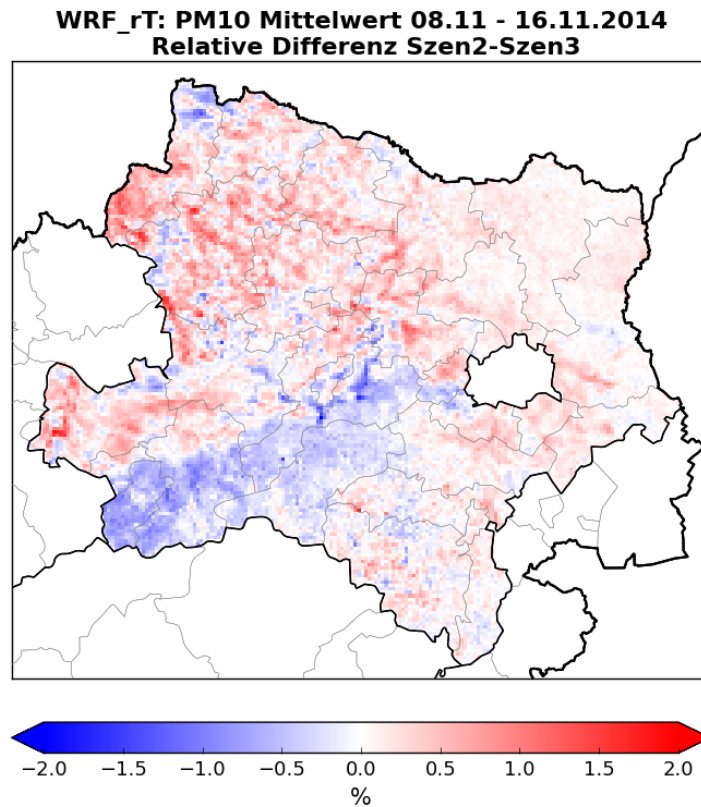 WRF_rT: PM10 Mittelwert 08.11 - 16.11.2014
Relative Differenz Szen2-Szen3
−2.0 −1.5 −1.0 −0.5 0.0 0.5 1.0 1.5 2.0
%